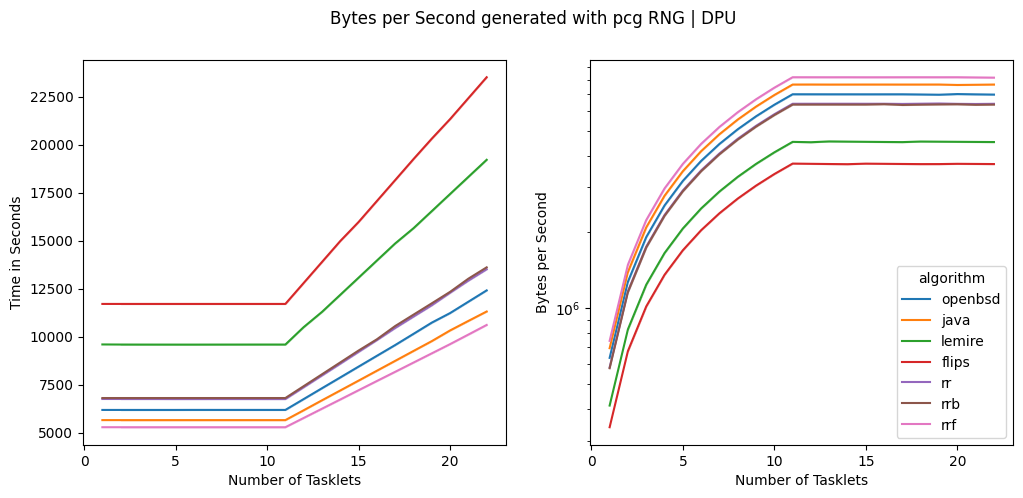 Bytes per Second generated with pcg RNG | DPU
Time in Seconds
22500
20000
17500
15000
12500
10000
7500
5000
0
5
10
15
20
Number of Tasklets
Bytes per Second
10^6
0
5
10
15
20
Number of Tasklets
algorithm
openbsd
java
lemire
flips
rr
rrb
rrf